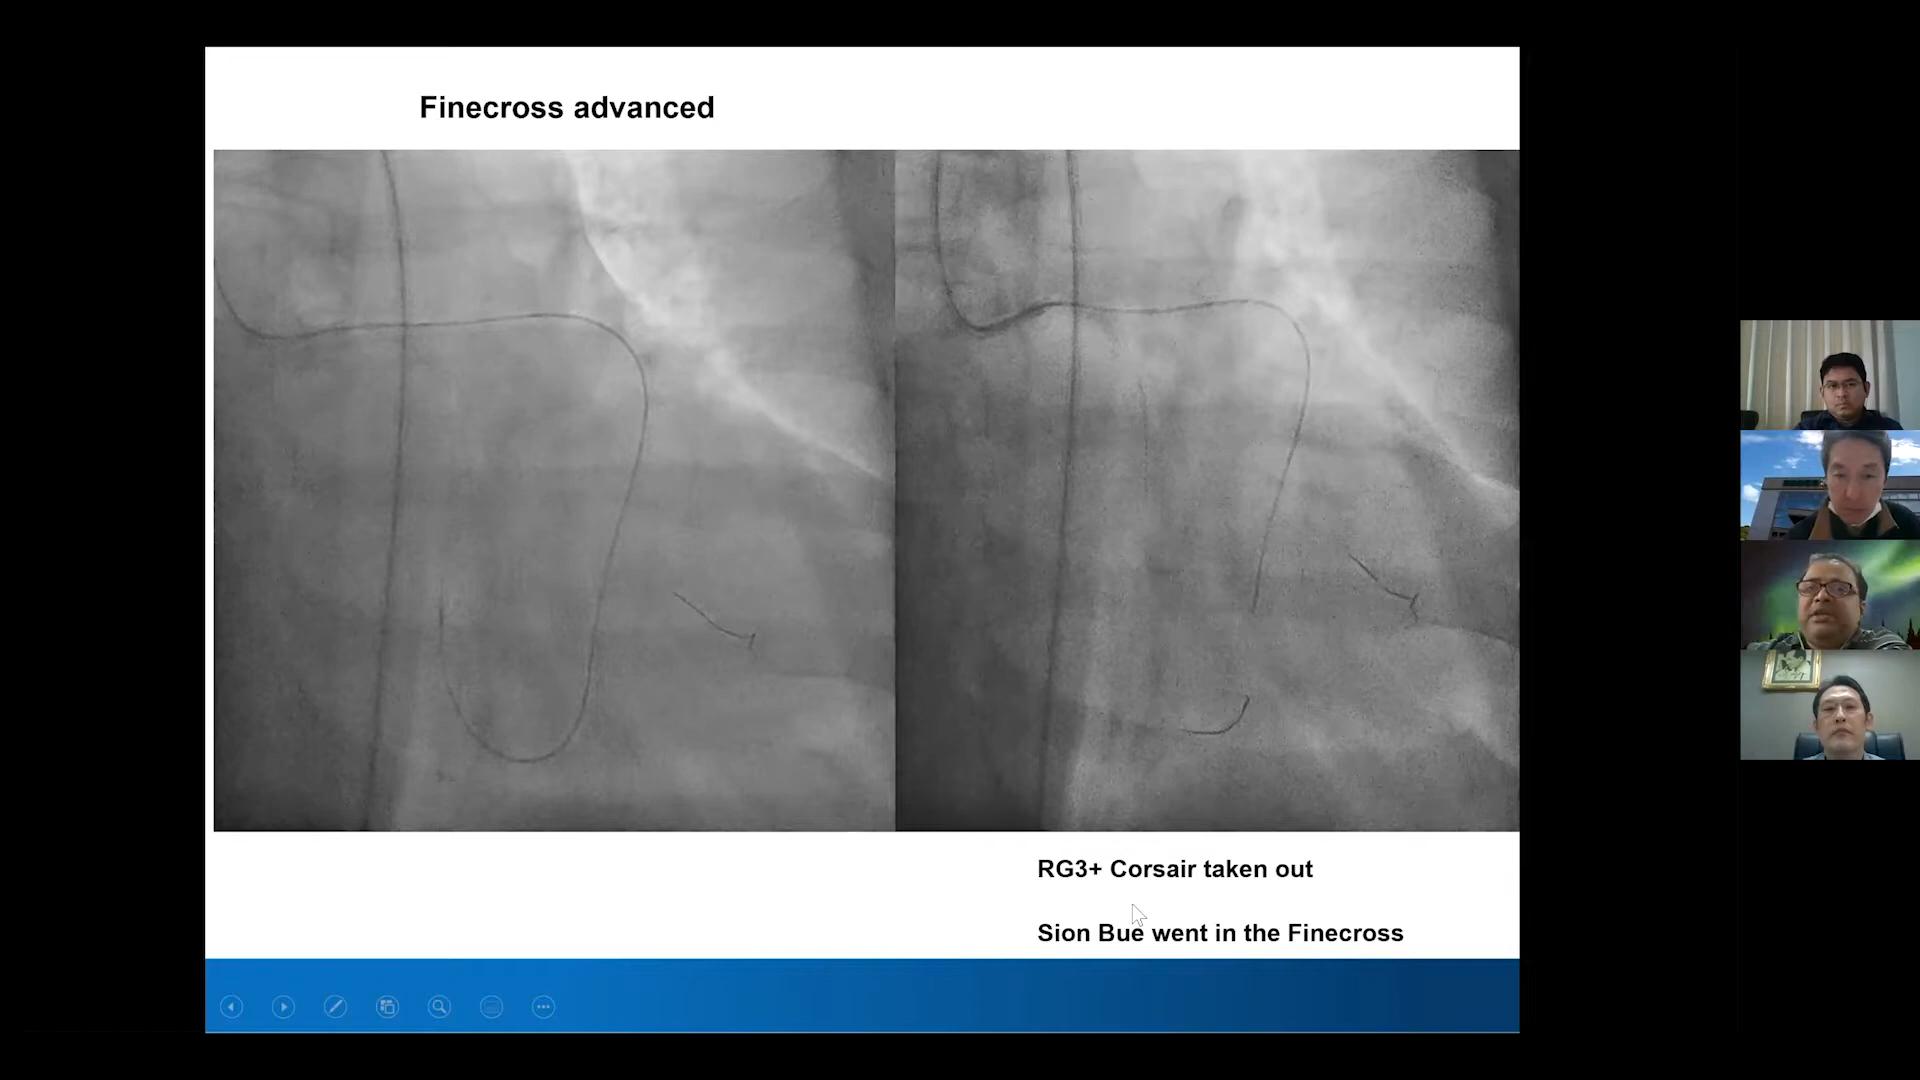 Finecross advanced
RG3+ Corsair taken out
Sion Bue went in the Finecross